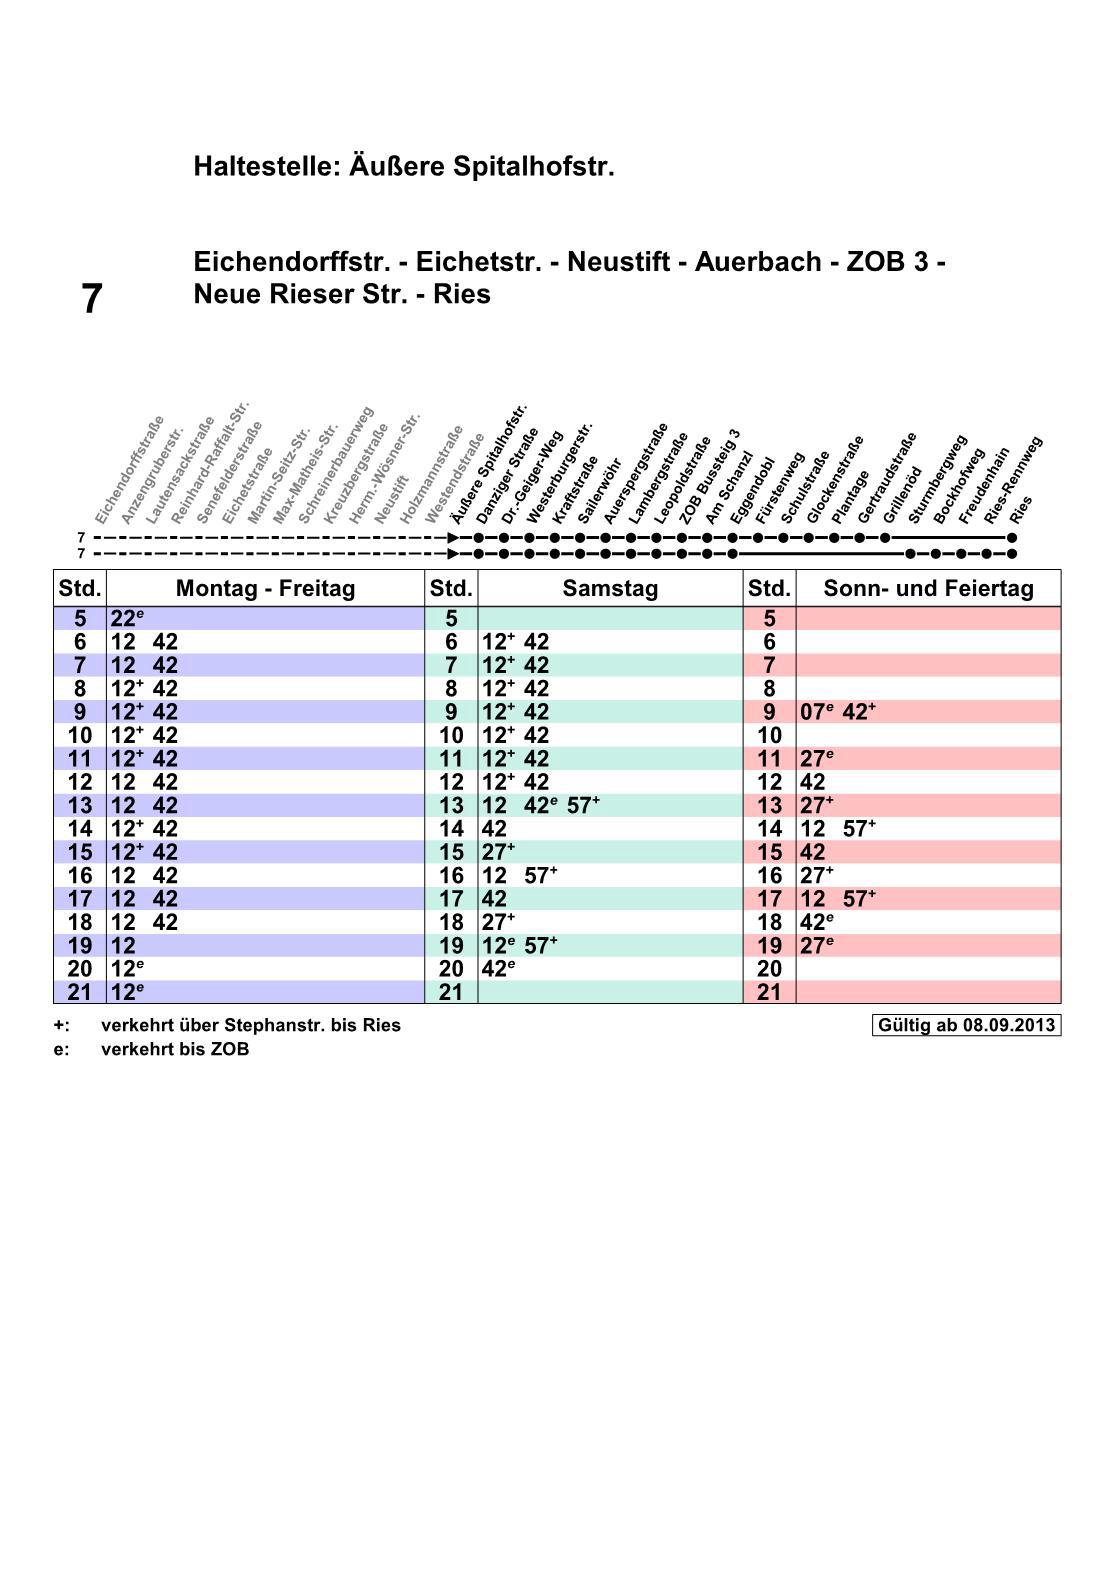 Haltestelle: Äußere Spitalhofstr.
7
Eichendorffstr. - Eichetstr. - Neustift - Auerbach - ZOB 3 -
Neue Rieser Str. - Ries
Eichendorffstraße
Anzengruberstr.
Lautensackstraße
Reinhard-Raffalt-Str.
Senefelderstraße
Eichetstraße
Martin-Seitz-Str.
Max-Matheis-Str.
Schreinerbauerweg
Kreuzbergstraße
Herm.-Wösner-Str.
Neustift
Holzmannstraße
Westendstraße
Äußere Spitalhofstr.
Danziger Straße
Dr.-Geiger-Weg
Westerburgerstr.
Kraftstraße
Sailerwöhr
Auerspergstraße
Lambergstraße
Leopoldstraße
ZOB Bussteig 3
Am Schanzl
Eggendobl
Fürstenweg
Schulstraße
Glockenstraße
Plantage
Gertraudstraße
Grillenöd
Sturmbergweg
Bockhofweg
Freudenhain
Ries-Rennweg
Ries
7
7
Std. Montag - Freitag Std. Samstag Std. Sonn- und Feiertag
5 22e 5 5
6 12 42 6 12+ 42 6
7 12 42 7 12+ 42 7
8 12+ 42 8 12+ 42 8
9 12+ 42 9 12+ 42 9 07e 42+
10 12+ 42 10 12+ 42 10
11 12+ 42 11 12+ 42 11 27e
12 12 42 12 12+ 42 12 42
13 12 42 13 12 42e 57+ 13 27+
14 12+ 42 14 42 14 12 57+
15 12+ 42 15 27+ 15 42
16 12 42 16 12 57+ 16 27+
17 12 42 17 42 17 12 57+
18 12 42 18 27+ 18 42e
19 12 19 12e 57+ 19 27e
20 12e 20 42e 20
21 12e 21 21
+: verkehrt über Stephanstr. bis Ries
Gültig ab 08.09.2013
e: verkehrt bis ZOB